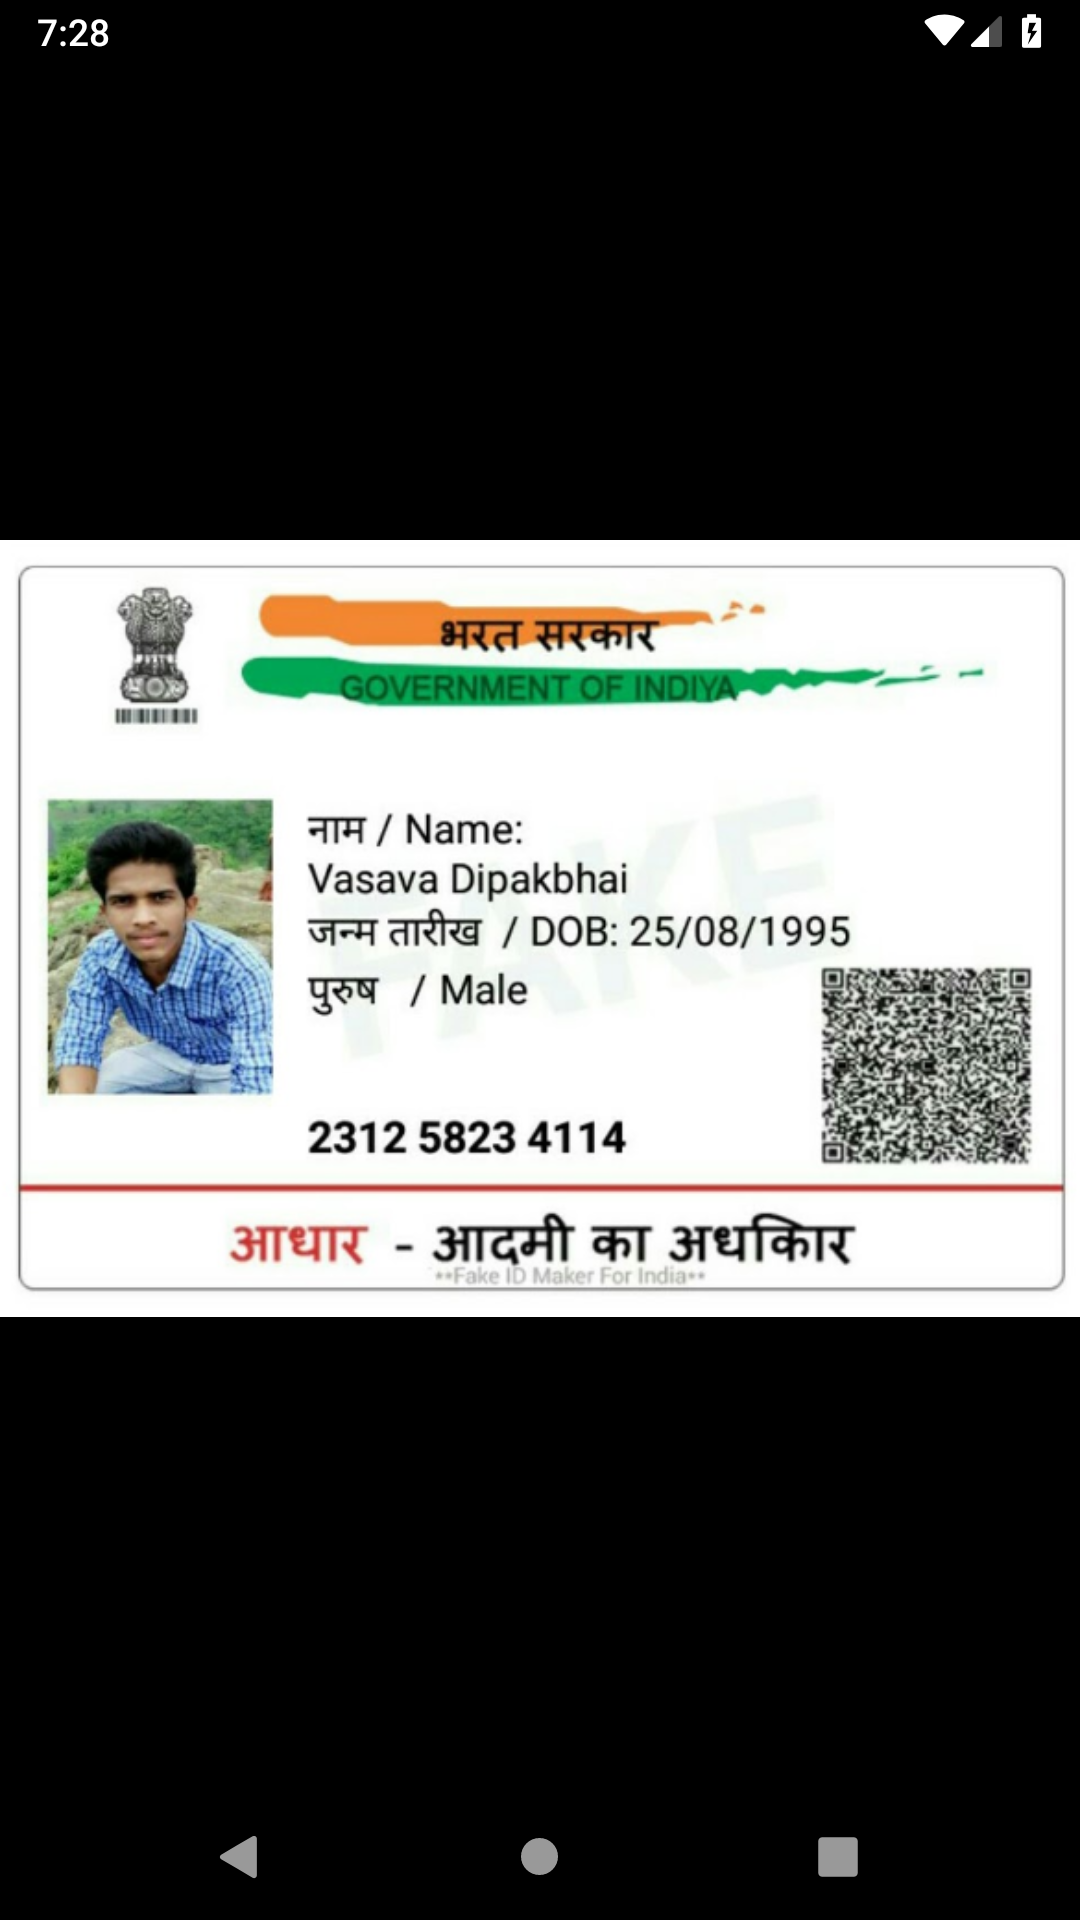 7:28
भरत सरकार
GOVERNMENT OF INDIYA
नाम / Name:
Vasava Dipakbhai
जन्म तारीख / DOB: 25/08/1995
पुरुष / Male
FAKE
2312 5823 4114
आधार - आदमी का अधकिार
**Fake ID Maker For India**